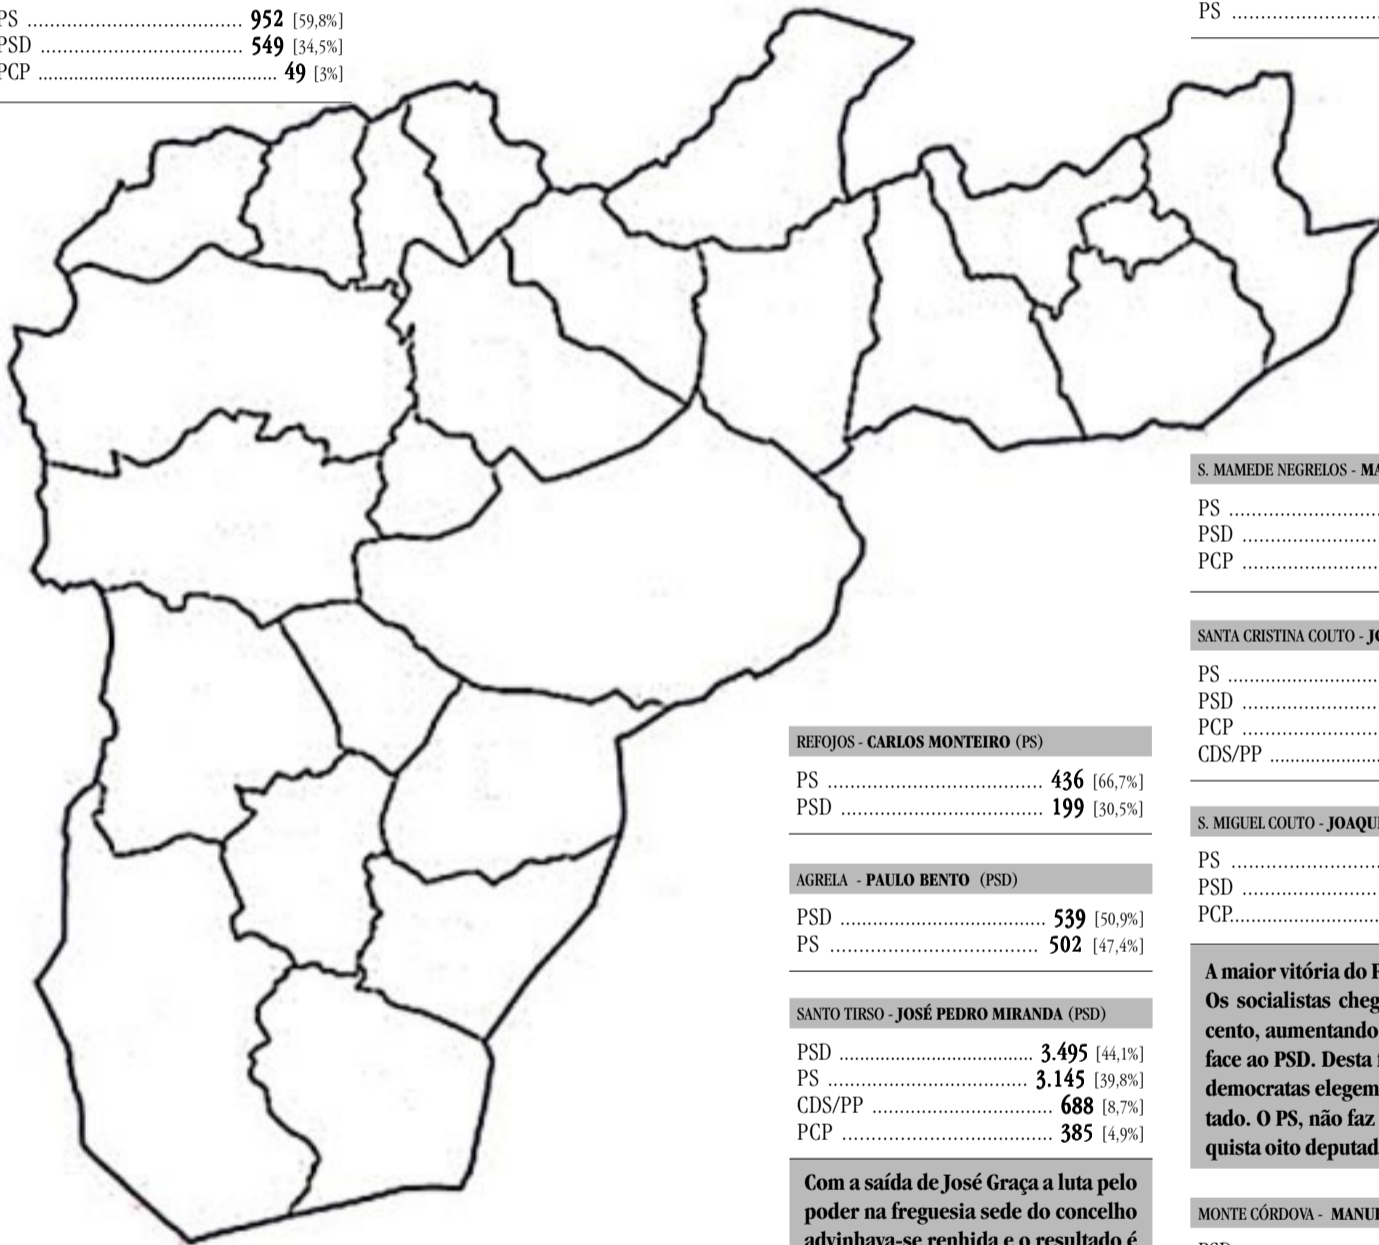 PS .......................................... 952 [59,8%]
PSD ....................................... 549 [34,5%]
PCP .............................................. 49 [3%]
REFOJOS - CARLOS MONTEIRO (PS)
PS .......................................... 436 [66,7%]
PSD ....................................... 199 [30,5%]
AGRELA - PAULO BENTO (PSD)
PSD ........................................ 539 [50,9%]
PS ........................................ 502 [47,4%]
SANTO TIRSO - JOSÉ PEDRO MIRANDA (PSD)
PSD ..................................... 3.495 [44,1%]
PS ...................................... 3.145 [39,8%]
CDS/PP ................................... 688 [8,7%]
PCP ........................................ 385 [4,9%]
Com a saída de José Graça a luta pelo
poder na freguesia sede do concelho
advinhava-se renhida e o resultado é
PS ............................
S. MAMEDE NEGRELOS -
PS ............................
PSD ..........................
PCP ..........................
SANTA CRISTINA COUTO -
PS ............................
PSD ..........................
PCP ..........................
CDS/PP .....................
S. MIGUEL COUTO -
PS ............................
PSD ..........................
PCP............................
A maior vitória do
Os socialistas
cento, aumentando
face ao PSD. Desta
democratas elegem
tado. O PS, não faz
quista oito
MONTE CÓRDOVA -